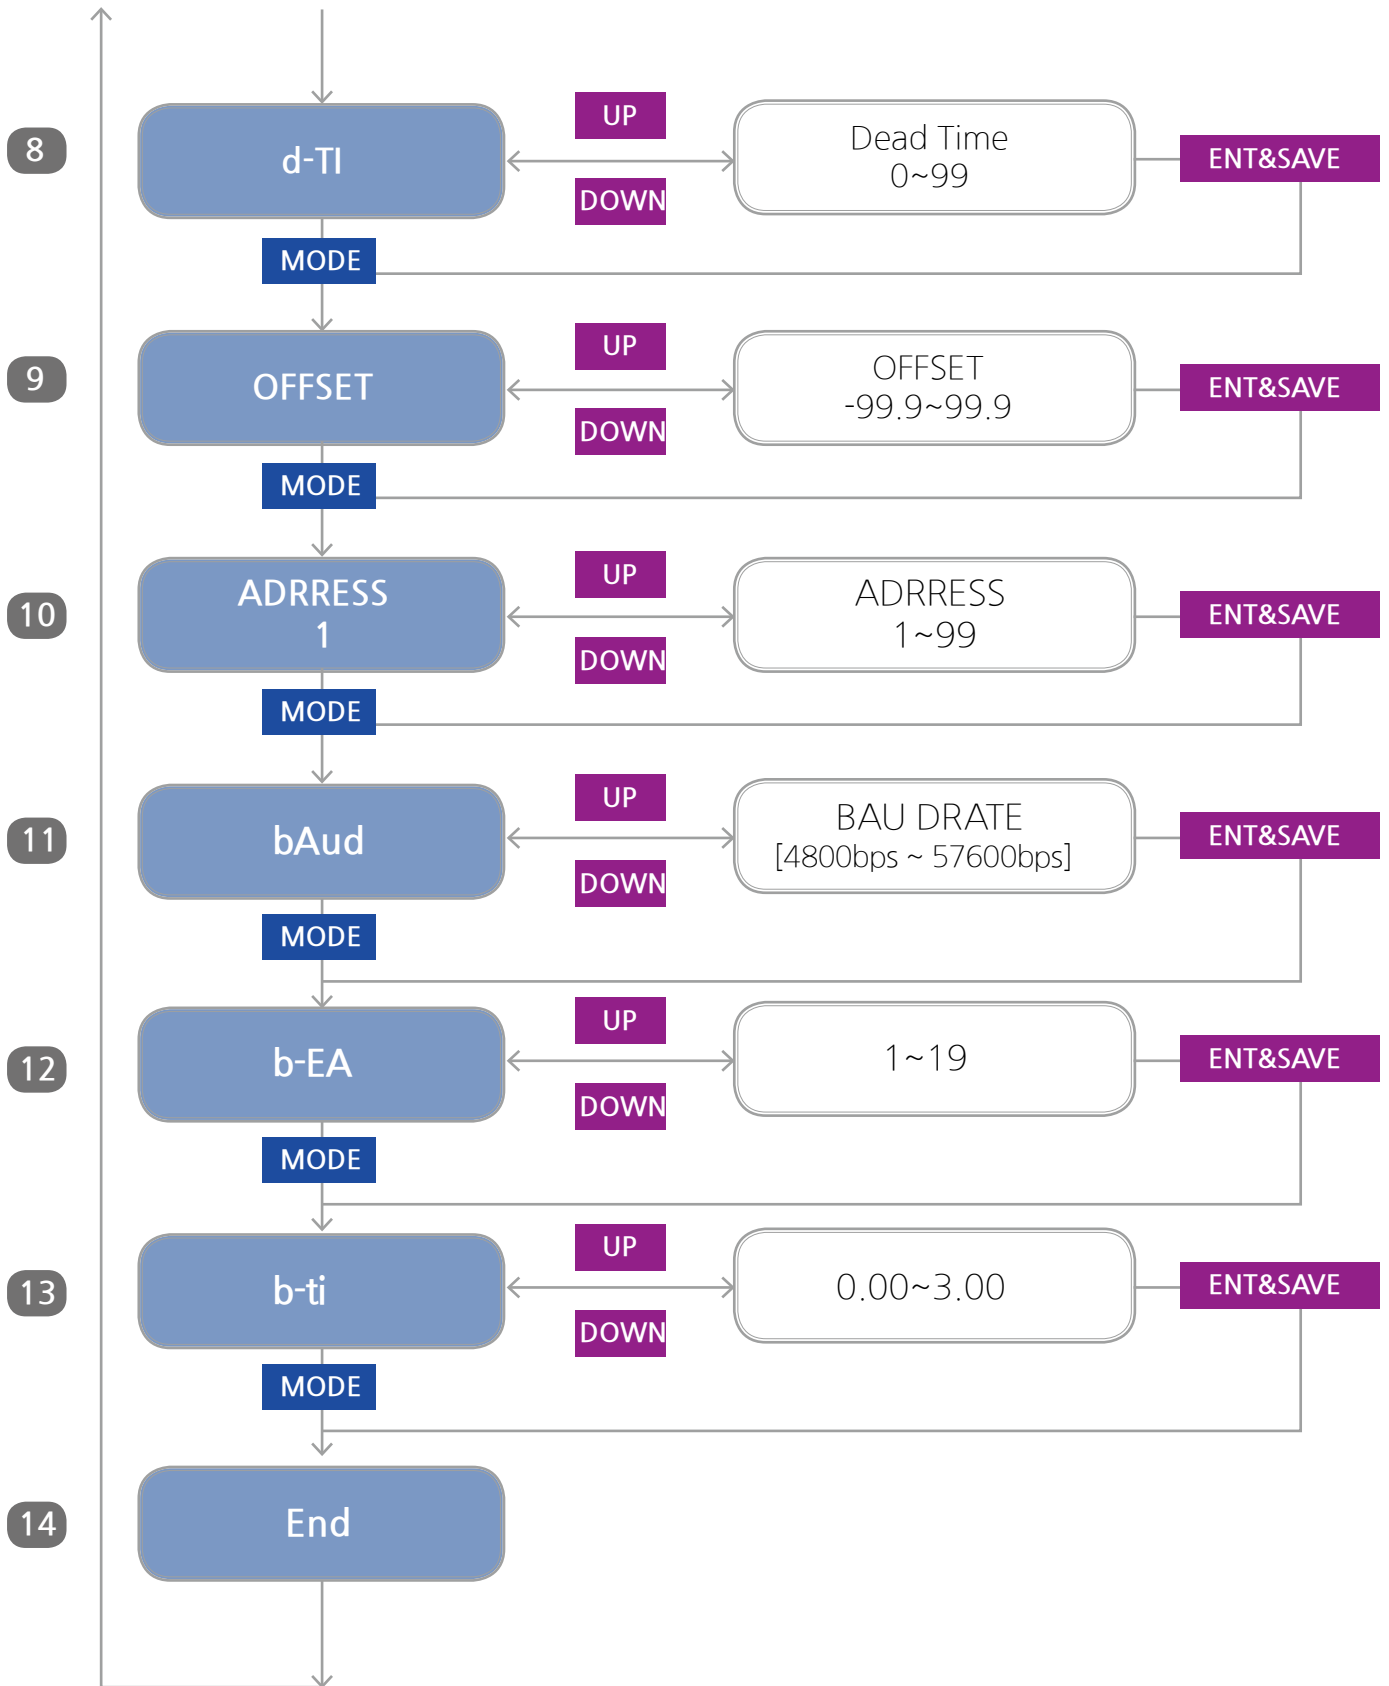 8
d-TI
UP
DOWN
Dead Time
0~99
ENT&SAVE
MODE
9
OFFSET
UP
DOWN
OFFSET
-99.9~99.9
ENT&SAVE
MODE
10
ADRRESS
1
UP
DOWN
ADRRESS
1~99
ENT&SAVE
MODE
11
bAud
UP
DOWN
BAU DRATE
[4800bps ~ 57600bps]
ENT&SAVE
MODE
12
b-EA
UP
DOWN
1~19
ENT&SAVE
MODE
13
b-ti
UP
DOWN
0.00~3.00
ENT&SAVE
MODE
14
End